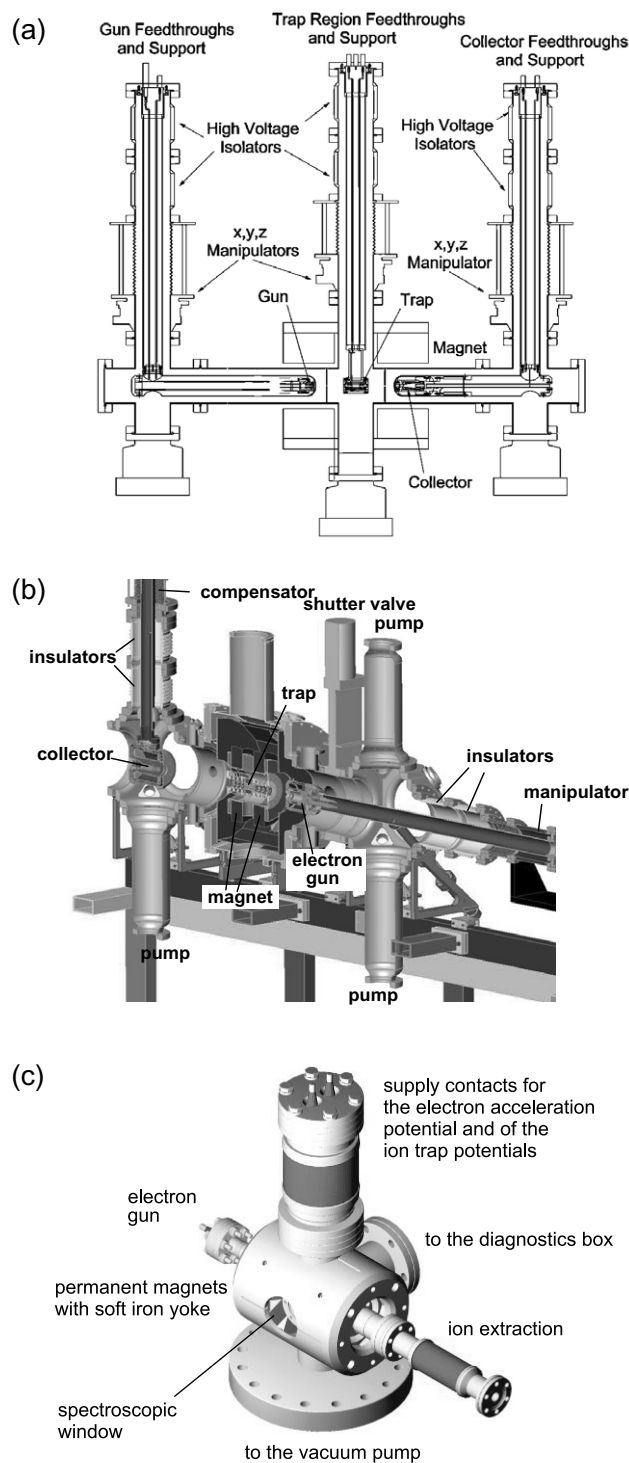 (a)
Gun Feedthroughs
and Support
Trap Region Feedthroughs
and Support
Collector Feedthroughs
and Support
High Voltage
Isolators
High Voltage
Isolators
x,y,z
Manipulators
x,y,z
Manipulator
Gun
Trap
Magnet
Collector
(b)
compensator
shutter valve
pump
insulators
trap
collector
insulators
manipulator
electron
gun
magnet
pump
pump
(c)
supply contacts for
the electron acceleration
potential and of the
ion trap potentials
electron
gun
to the diagnostics box
permanent magnets
with soft iron yoke
ion extraction
spectroscopic
window
to the vacuum pump